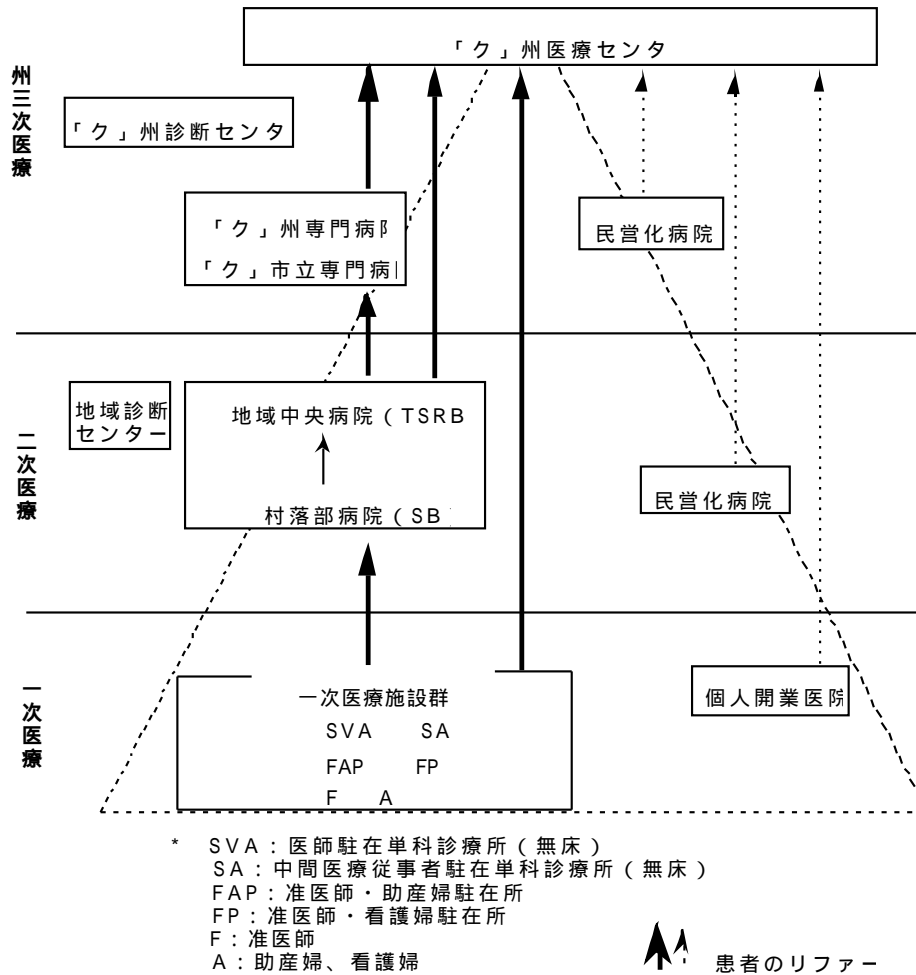 「ク」州医療センタ
州三次医療
「ク」州診断センタ
「ク」州専門病
「ク」市立専門病
民営化病院
二次医療
地域診断
センター
地域中央病院（TSRB
村落部病院（SB
民営化病院
一次医療
一次医療施設群
SVA SA
FAP FP
F A
個人開業医院
* SVA：医師駐在単科診療所（無床）
SA：中間医療従事者駐在単科診療所（無床）
FAP：准医師・助産婦駐在所
FP：准医師・看護婦駐在所
F：准医師
A：助産婦、看護婦
患者のリファー